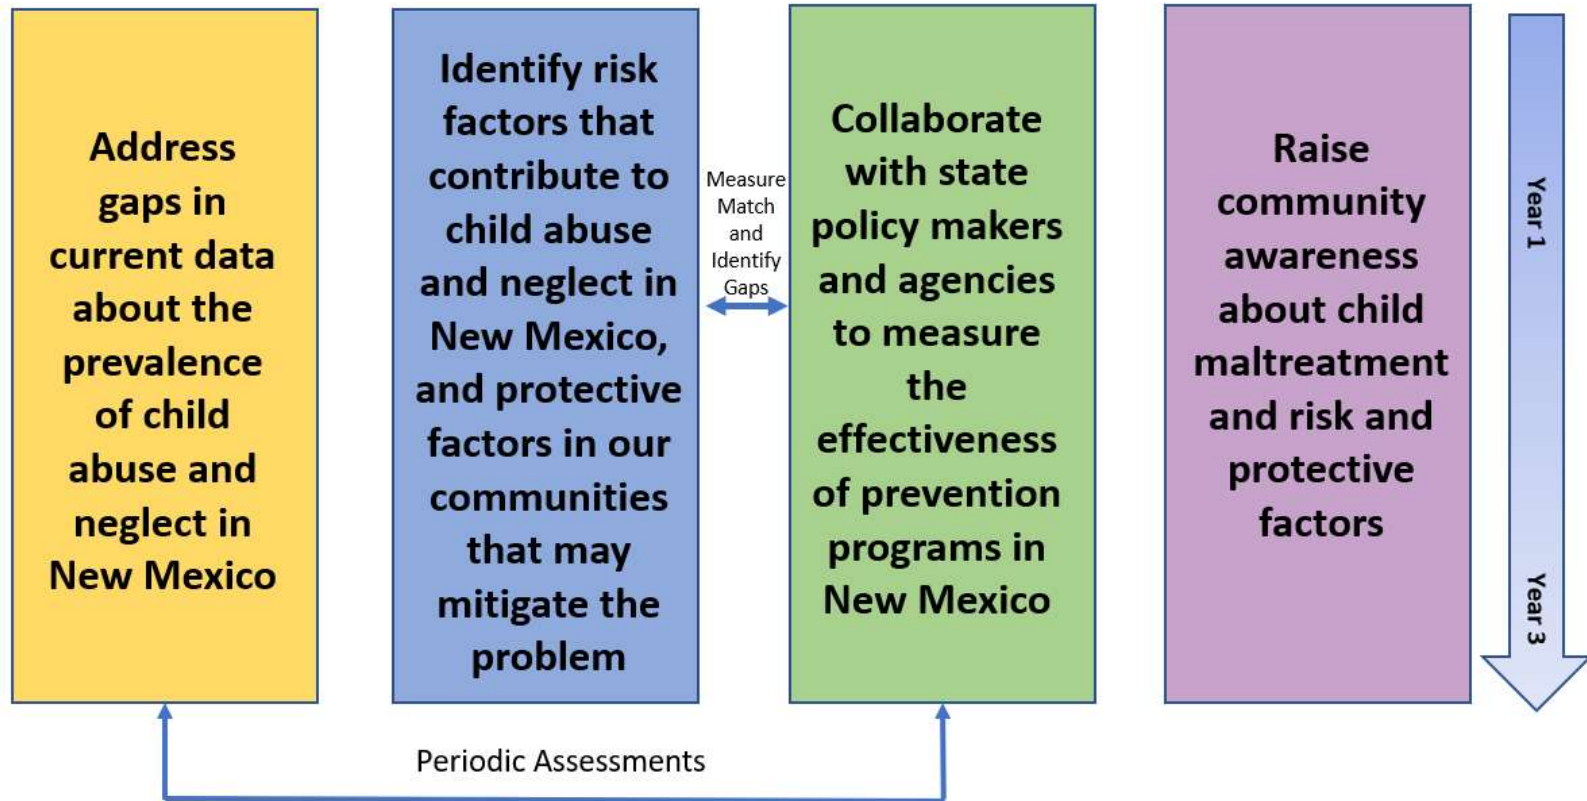 Address
gaps in
current data
about the
prevalence
of child
abuse and
neglect in
New Mexico
Identify risk
factors that
contribute to
child abuse
and neglect in
New Mexico,
and protective
factors in our
communities
that may
mitigate the
problem
Measure
Match
and
Identify
Gaps
Collaborate
with state
policy makers
and agencies
to measure
the
effectiveness
of prevention
programs in
New Mexico
Raise
community
awareness
about child
maltreatment
and risk and
protective
factors
Year 1
Year 3
Periodic Assessments